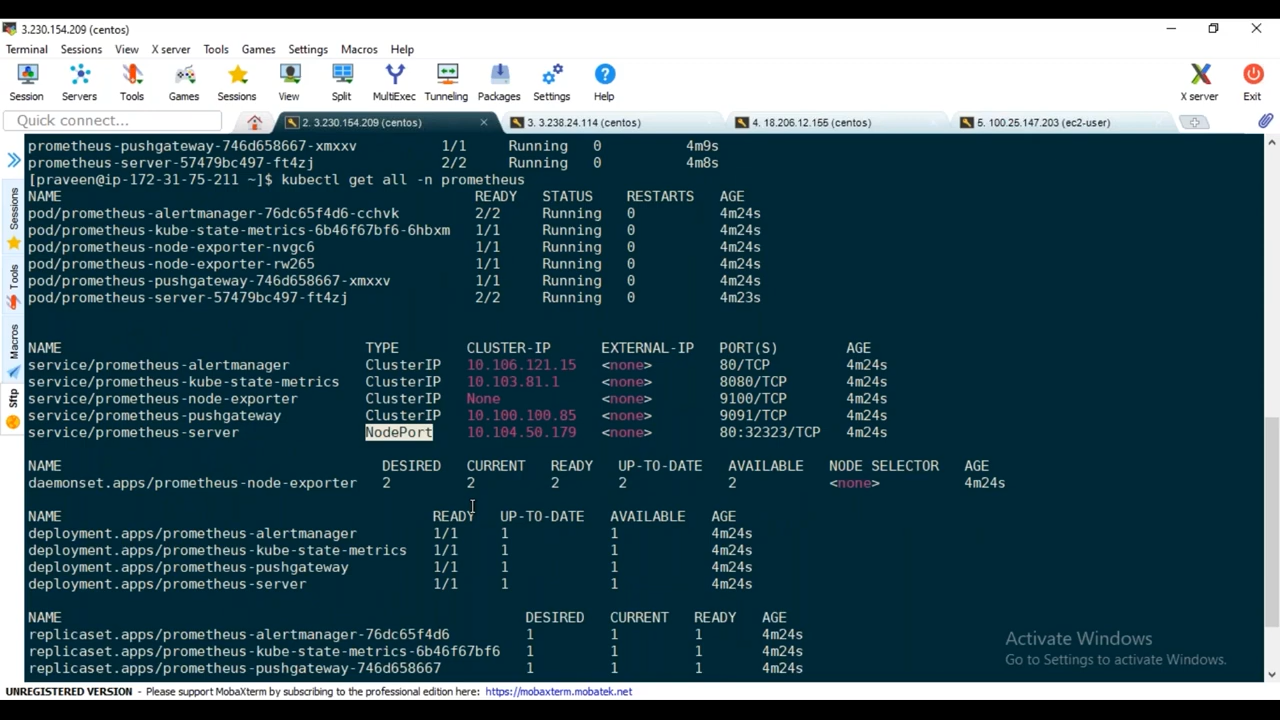 3.230.154.209 (centos)
Terminal Sessions View X server Tools Games Settings Macros Help
Session Servers Tools Games Sessions View Split MultiExec Tunneling Packages Settings Help X server Exit
Quick connect... 2. 3.230.154.209 (centos) 3. 3.238.24.114 (centos) 4. 18.206.12.155 (centos) 5. 100.25.147.203 (ec2-user)
Sessions
Tools
Macros
Sftp
prometheus-pushgateway-746d658667-xmxxv 1/1 Running 0 4m9s
prometheus-server-57479bc497-ft4zj 2/2 Running 0 4m8s
[praveen@ip-172-31-75-211 ~]$ kubectl get all -n prometheus
NAME READY STATUS RESTARTS AGE
pod/prometheus-alertmanager-76dc65f4d6-cchvk 2/2 Running 0 4m24s
pod/prometheus-kube-state-metrics-6b46f67bf6-6hbxm 1/1 Running 0 4m24s
pod/prometheus-node-exporter-nvgc6 1/1 Running 0 4m24s
pod/prometheus-node-exporter-rw265 1/1 Running 0 4m24s
pod/prometheus-pushgateway-746d658667-xmxxv 1/1 Running 0 4m24s
pod/prometheus-server-57479bc497-ft4zj 2/2 Running 0 4m23s
NAME TYPE CLUSTER-IP EXTERNAL-IP PORT(S) AGE
service/prometheus-alertmanager ClusterIP 10.106.121.15 <none> 80/TCP 4m24s
service/prometheus-kube-state-metrics ClusterIP 10.103.81.1 <none> 8080/TCP 4m24s
service/prometheus-node-exporter ClusterIP None <none> 9100/TCP 4m24s
service/prometheus-pushgateway ClusterIP 10.100.100.85 <none> 9091/TCP 4m24s
service/prometheus-server NodePort 10.104.50.179 <none> 80:32323/TCP 4m24s
NAME DESIRED CURRENT READY UP-TO-DATE AVAILABLE NODE SELECTOR AGE
daemonset.apps/prometheus-node-exporter 2 2 2 2 2 <none> 4m24s
NAME READY UP-TO-DATE AVAILABLE AGE
deployment.apps/prometheus-alertmanager 1/1 1 1 4m24s
deployment.apps/prometheus-kube-state-metrics 1/1 1 1 4m24s
deployment.apps/prometheus-pushgateway 1/1 1 1 4m24s
deployment.apps/prometheus-server 1/1 1 1 4m24s
NAME DESIRED CURRENT READY AGE
replicaset.apps/prometheus-alertmanager-76dc65f4d6 1 1 1 4m24s
replicaset.apps/prometheus-kube-state-metrics-6b46f67bf6 1 1 1 4m24s
replicaset.apps/prometheus-pushgateway-746d658667 1 1 1 4m24s
Activate Windows
Go to Settings to activate Windows.
UNREGISTERED VERSION - Please support MobaXterm by subscribing to the professional edition here: https://mobaxterm.mobatek.net